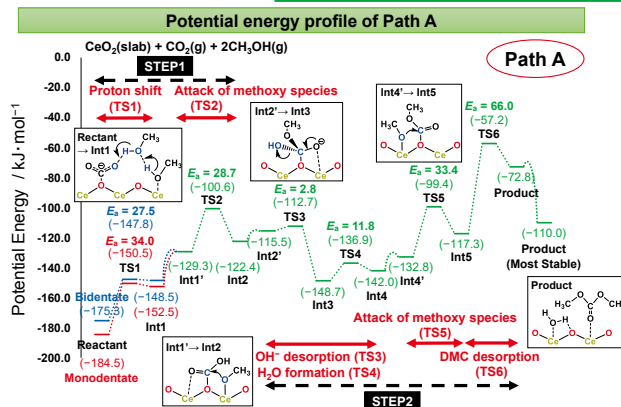 Potential energy profile of Path A
CeO₂(slab) + CO₂(g) + 2CH₃OH(g)
Path A
STEP1
Proton shift
(TS1)
Attack of methoxy species
(TS2)
Potential Energy / kJ·mol⁻¹
0.0
-20.0
-40.0
-60.0
-80.0
-100.0
-120.0
-140.0
-160.0
-180.0
-200.0
Rectant
→ Int1
Int2'→ Int3
Int4'→ Int5
Eₐ = 66.0
(−57.2)
TS6
Eₐ = 28.7
(−100.6)
TS2
Eₐ = 2.8
(−112.7)
TS3
Eₐ = 33.4
(−99.4)
TS5
Product
(−72.8)
Eₐ = 27.5
(−147.8)
Eₐ = 34.0
(−150.5)
TS1
Eₐ = 11.8
(−136.9)
TS4
(−110.0)
Product
(Most Stable)
Int1'
(−129.3)
(−122.4)
Int2
Int2'
(−115.5)
(−148.7)
Int3
(−142.0)
Int4
(−132.8)
Int4'
(−117.3)
Int5
Bidentate
(−175.3)
(−148.5)
(−152.5)
Int1
Reactant
(−184.5)
Monodentate
Int1'→ Int2
Product
Attack of methoxy species
(TS5)
OH⁻ desorption (TS3)
H₂O formation (TS4)
DMC desorption
(TS6)
STEP2